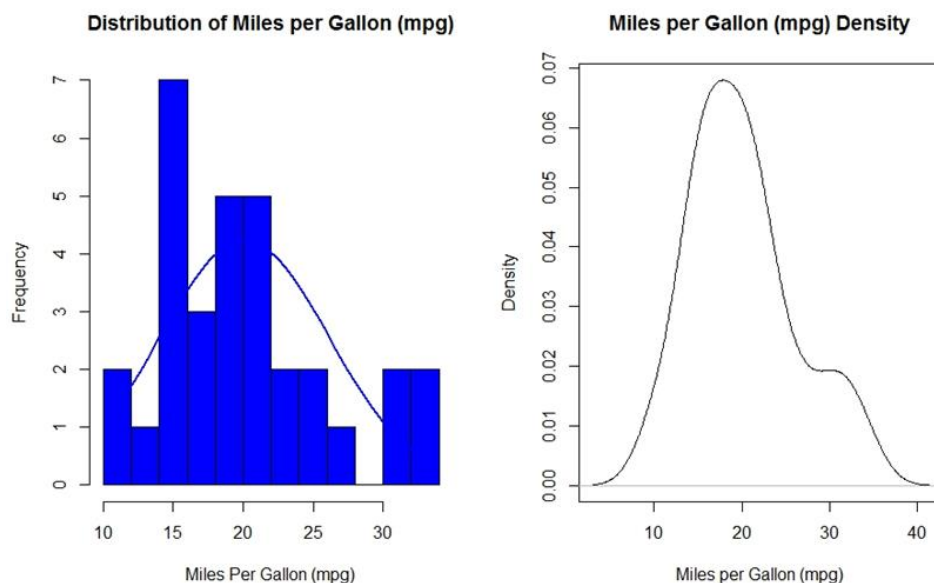 Distribution of Miles per Gallon (mpg)
Frequency
7
6
5
4
3
2
1
0
10 15 20 25 30
Miles Per Gallon (mpg)
Miles per Gallon (mpg) Density
Density
0.07
0.06
0.05
0.04
0.03
0.02
0.01
0.00
10 20 30 40
Miles per Gallon (mpg)